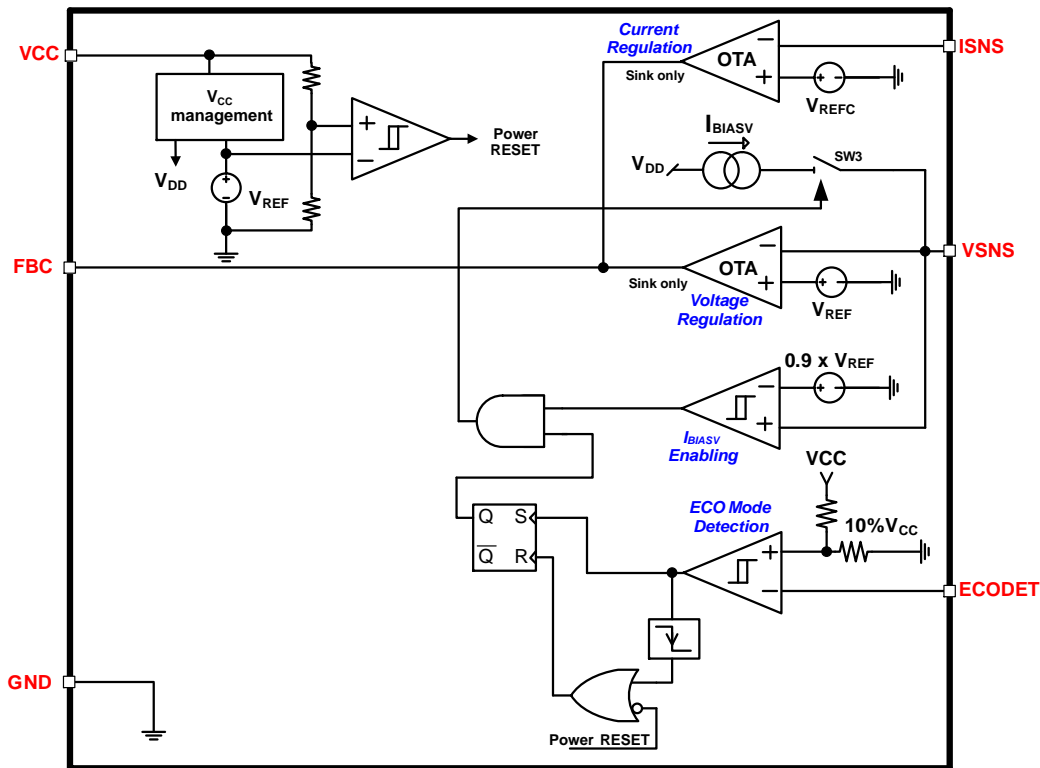 Current
Regulation
ISNS
VCC
OTA
Sink only
VCC
management
VREFC
Power
RESET
IBIASV
SW3
VDD
VDD
VREF
FBC
VSNS
OTA
Sink only
Voltage
Regulation
VREF
0.9 x VREF
IBIASV
Enabling
VCC
ECO Mode
Detection
10%VCC
Q S
Q R
ECODET
GND
Power RESET